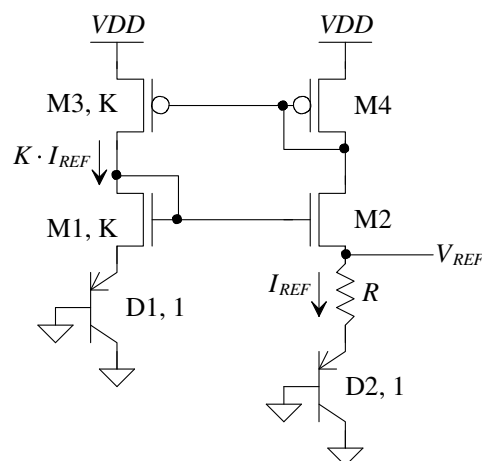 VDD
VDD
M3, K
M4
K · I_REF
M1, K
M2
V_REF
I_REF
R
D1, 1
D2, 1